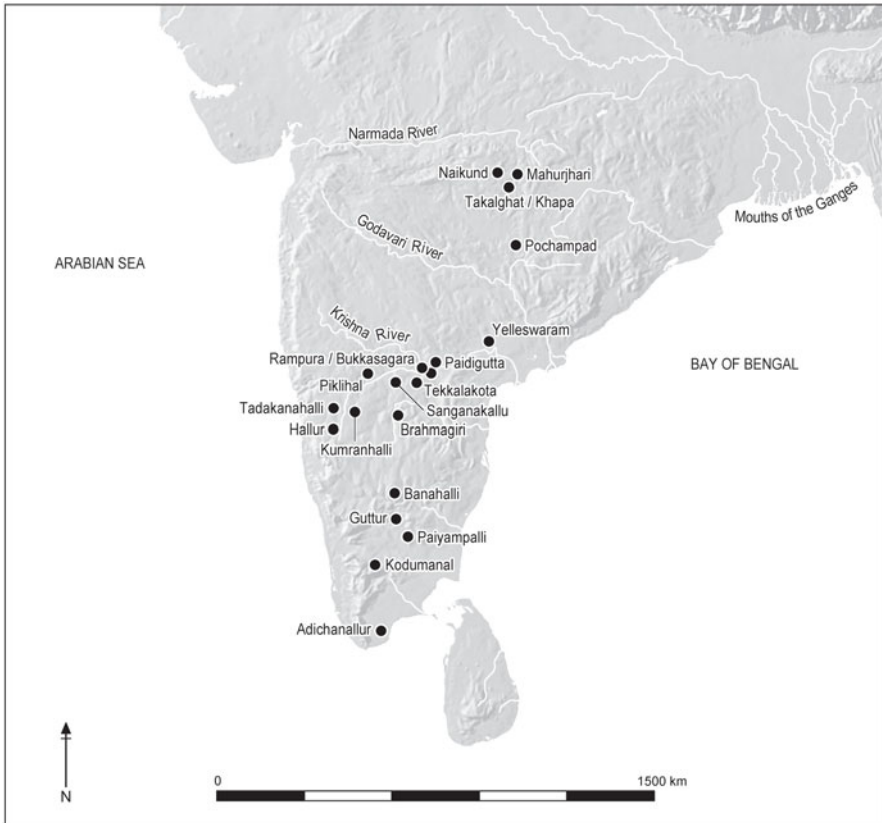 Narmada River
Naikund
Mahurjhari
Takalghat / Khapa
Mouths of the Ganges
Godavari River
Pochampad
ARABIAN SEA
Krishna River
Yelleswaram
Rampura / Bukkasagara
Paidigutta
BAY OF BENGAL
Piklihal
Tekkalakota
Tadakanahalli
Sanganakallu
Hallur
Brahmagiri
Kumranhalli
Banahalli
Guttur
Paiyampalli
Kodumanal
Adichanallur
0
1500 km
N